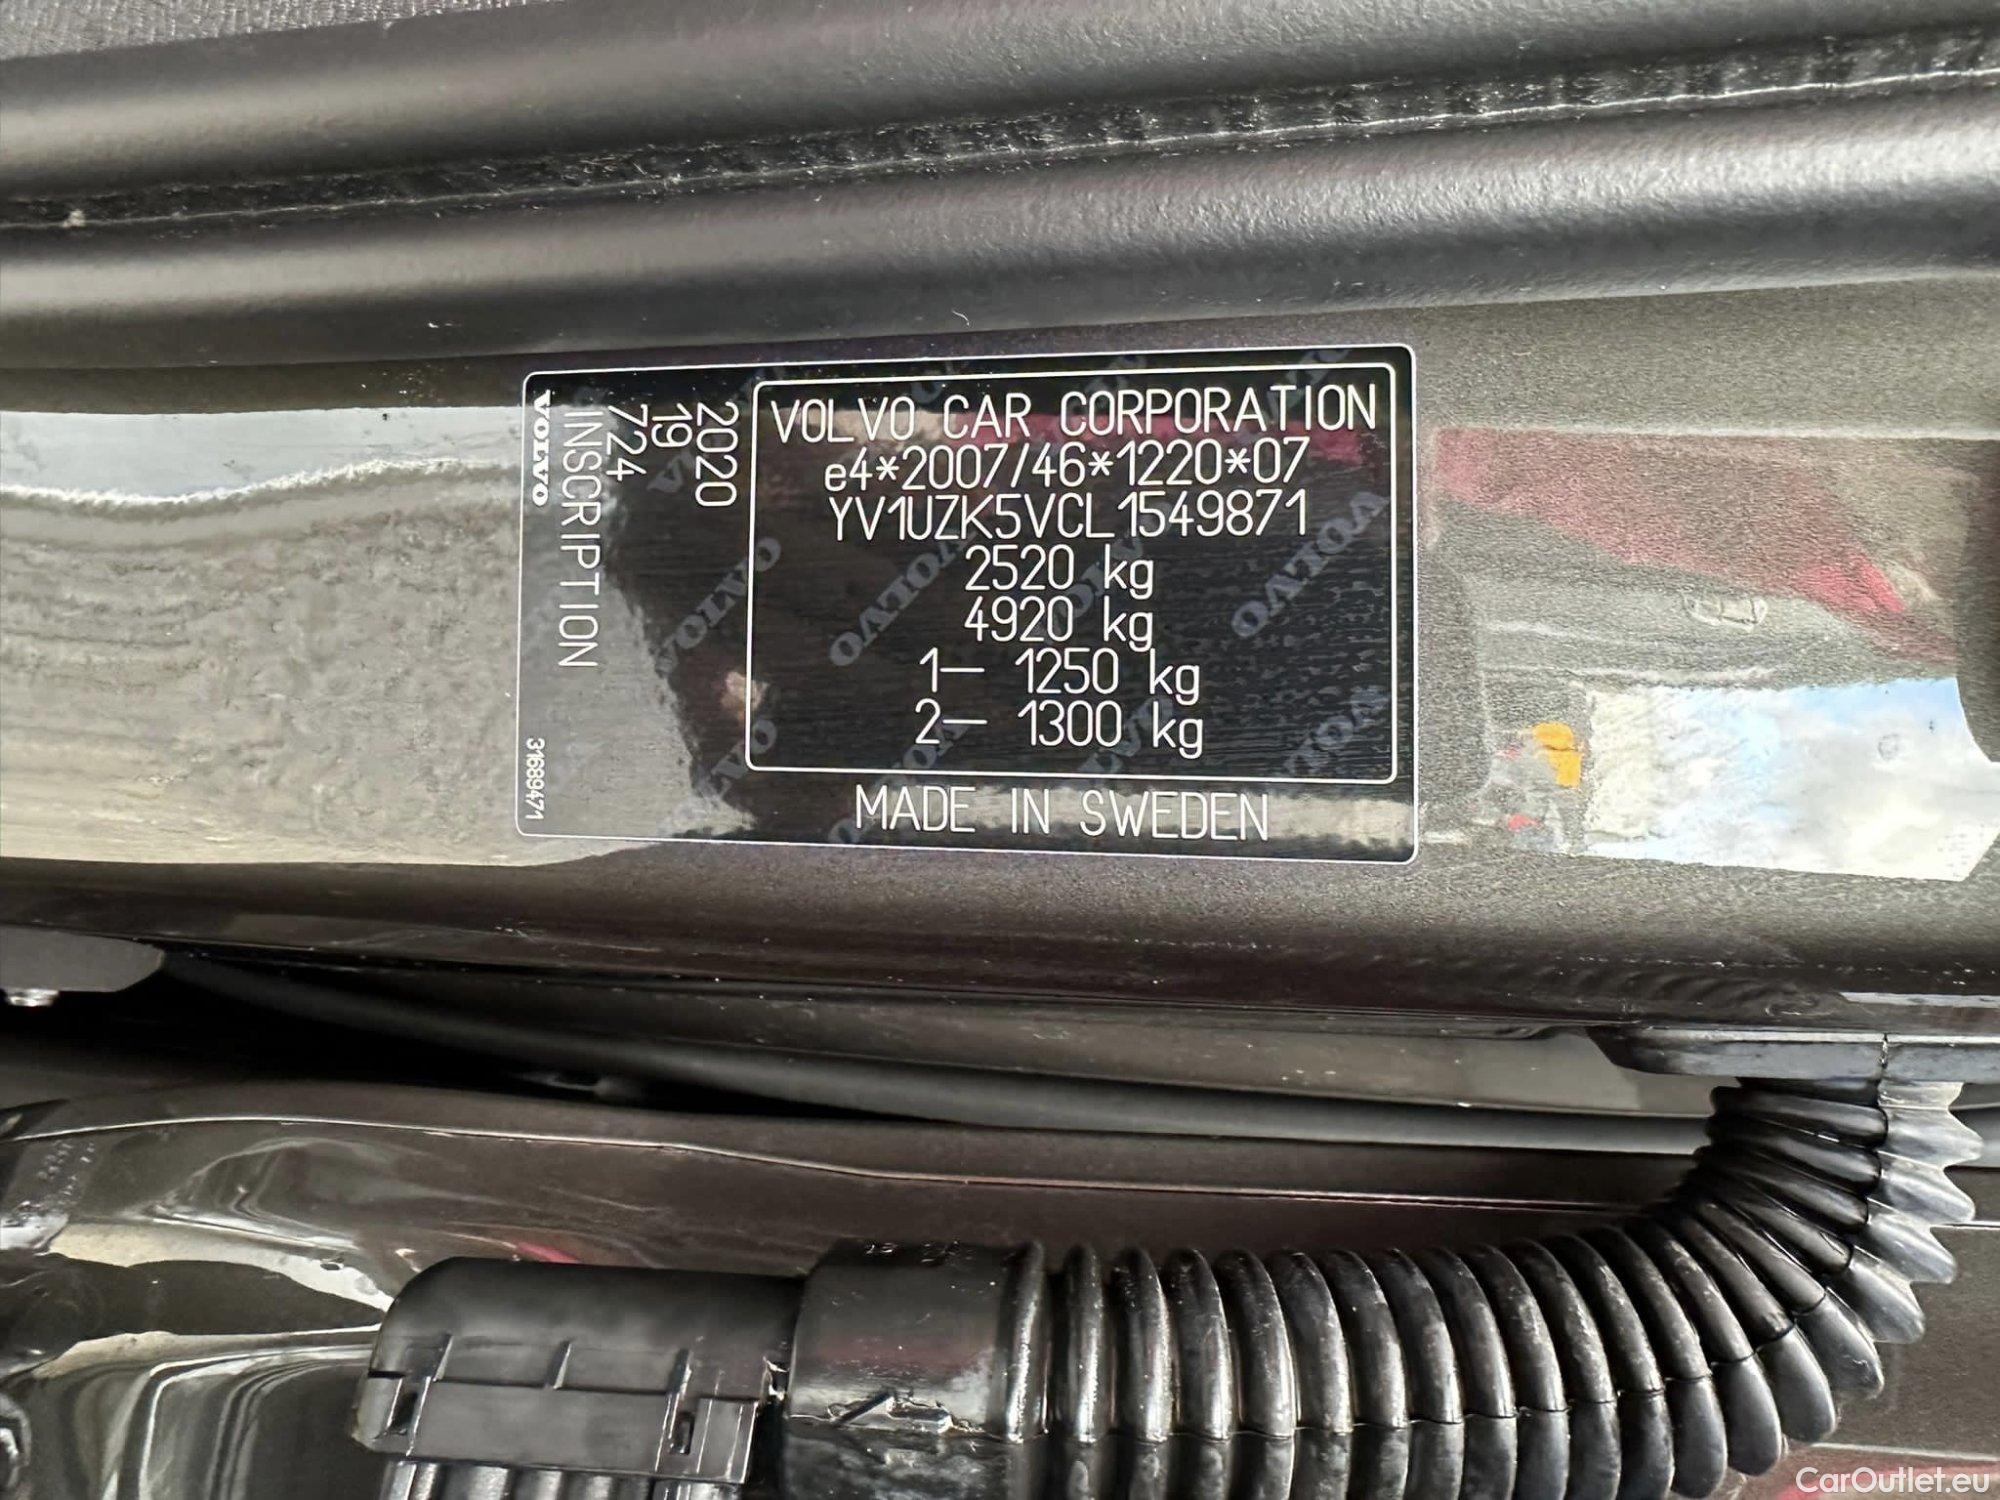 VOLVO CAR CORPORATION
e4*2007/46*1220*07
YV1UZK5VCL1549871
2520 kg
4920 kg
1— 1250 kg
2— 1300 kg
MADE IN SWEDEN
2020
19
724
INSCRIPTION
VOLVO
31689471
CarOutlet.eu